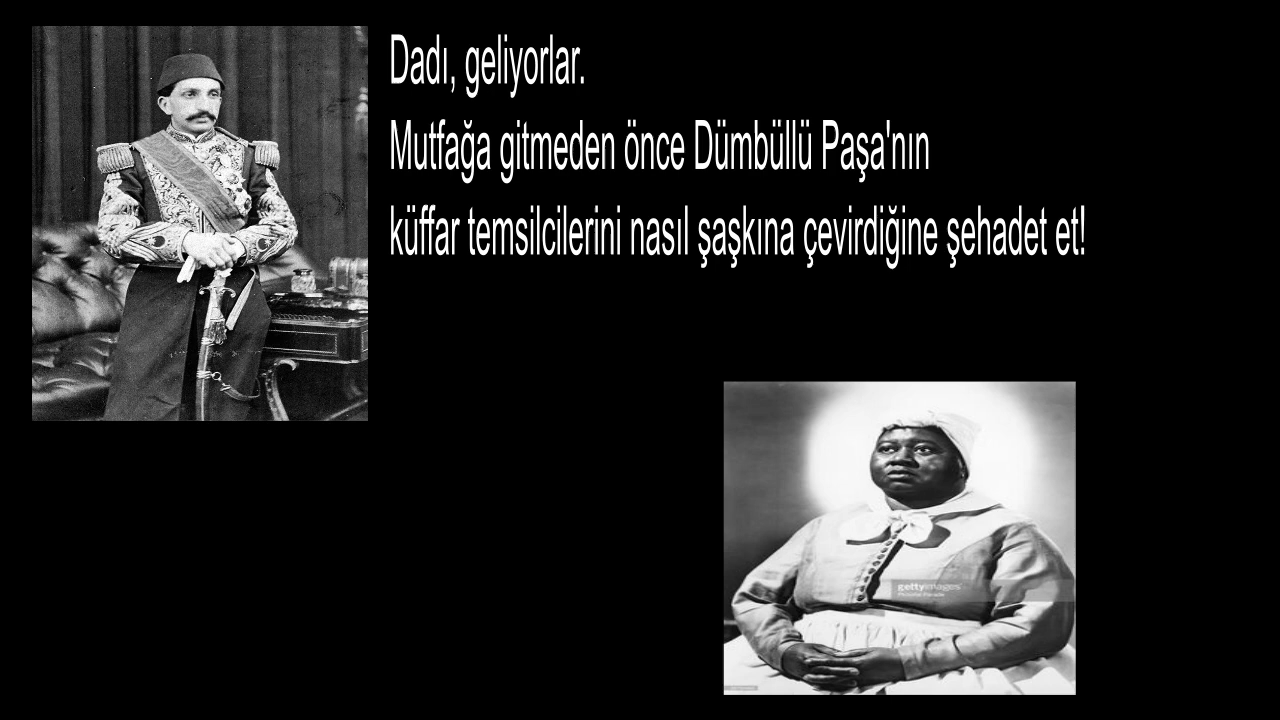 Dadı, geliyorlar.
Mutfağa gitmeden önce Dümbüllü Paşa'nın
küffar temsilcilerini nasıl şaşkına çevirdiğine şehadet et!
gettyimages